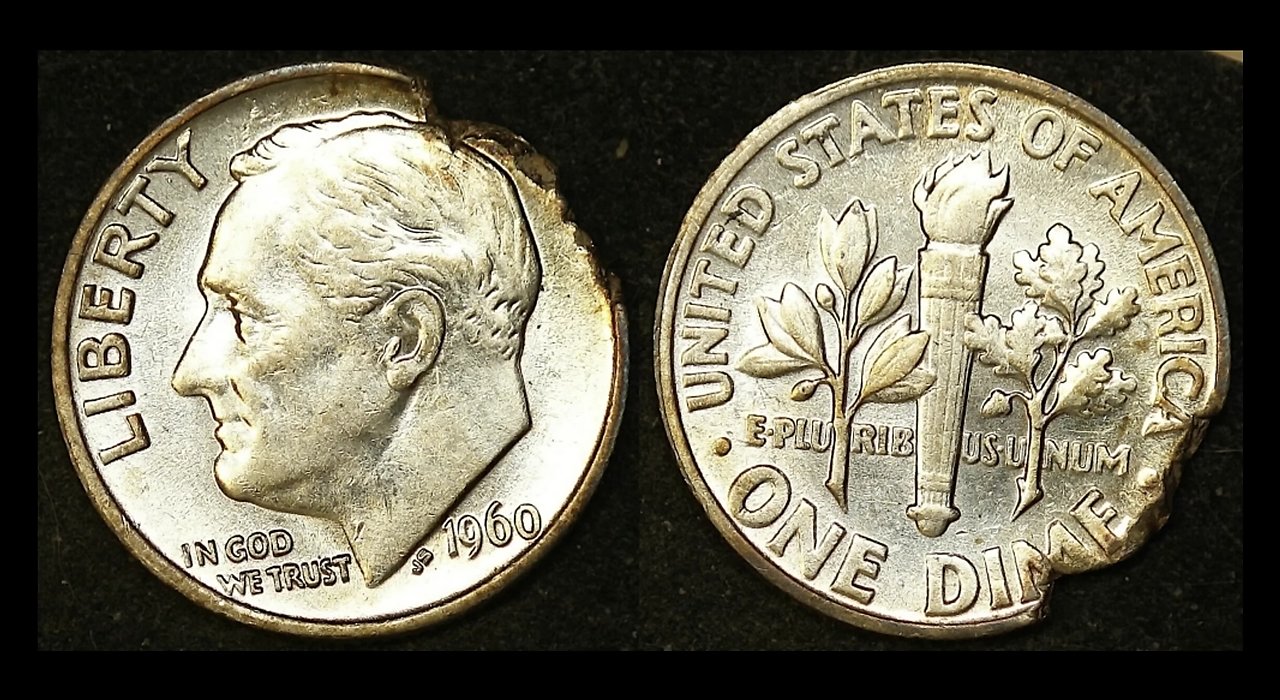 LIBERTY
IN GOD
WE TRUST
JS 1960
UNITED STATES OF AMERICA
E·PLURIBUS·UNUM
• ONE DIME •